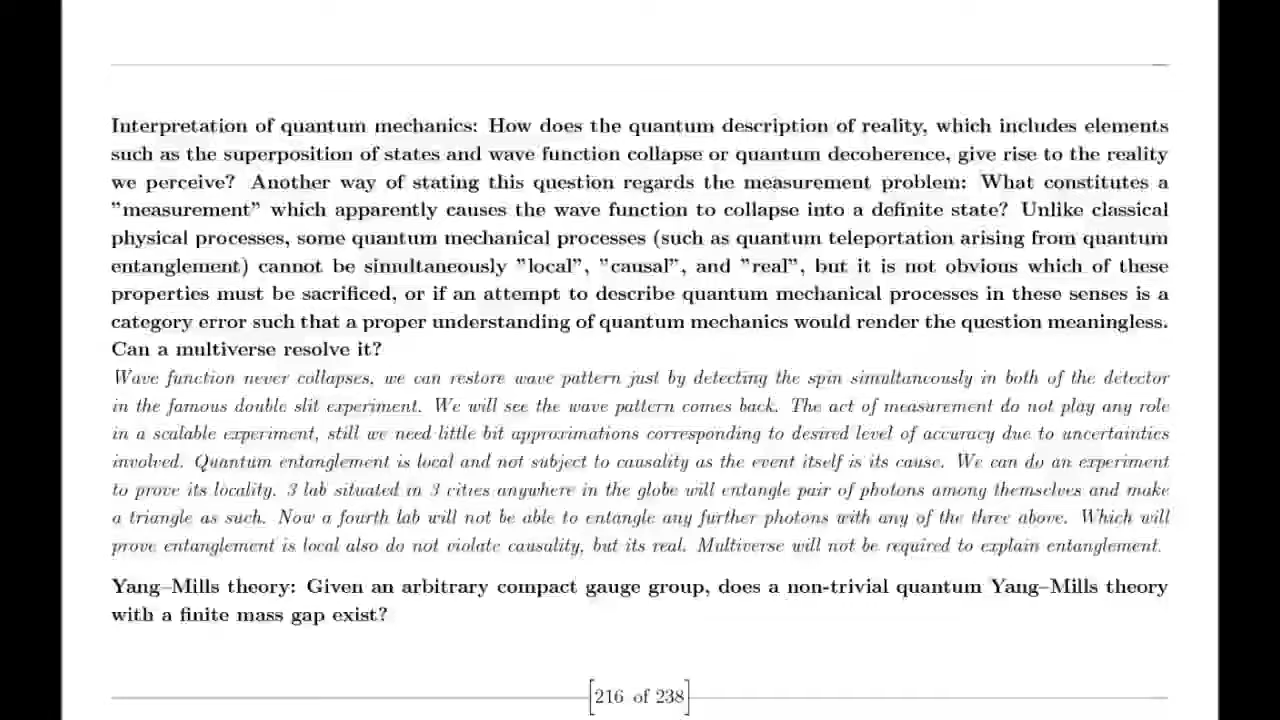 Interpretation of quantum mechanics: How does the quantum description of reality, which includes elements
such as the superposition of states and wave function collapse or quantum decoherence, give rise to the reality
we perceive? Another way of stating this question regards the measurement problem: What constitutes a
”measurement” which apparently causes the wave function to collapse into a definite state? Unlike classical
physical processes, some quantum mechanical processes (such as quantum teleportation arising from quantum
entanglement) cannot be simultaneously ”local”, ”causal”, and ”real”, but it is not obvious which of these
properties must be sacrificed, or if an attempt to describe quantum mechanical processes in these senses is a
category error such that a proper understanding of quantum mechanics would render the question meaningless.
Can a multiverse resolve it?
Wave function never collapses, we can restore wave pattern just by detecting the spin simultaneously in both of the detector
in the famous double slit experiment. We will see the wave pattern comes back. The act of measurement do not play any role
in a scalable experiment, still we need little bit approximations corresponding to desired level of accuracy due to uncertainties
involved. Quantum entanglement is local and not subject to causality as the event itself is its cause. We can do an experiment
to prove its locality. 3 lab situated in 3 cities anywhere in the globe will entangle pair of photons among themselves and make
a triangle as such. Now a fourth lab will not be able to entangle any further photons with any of the three above. Which will
prove entanglement is local also do not violate causality, but its real. Multiverse will not be required to explain entanglement.
Yang–Mills theory: Given an arbitrary compact gauge group, does a non-trivial quantum Yang–Mills theory
with a finite mass gap exist?
216 of 238